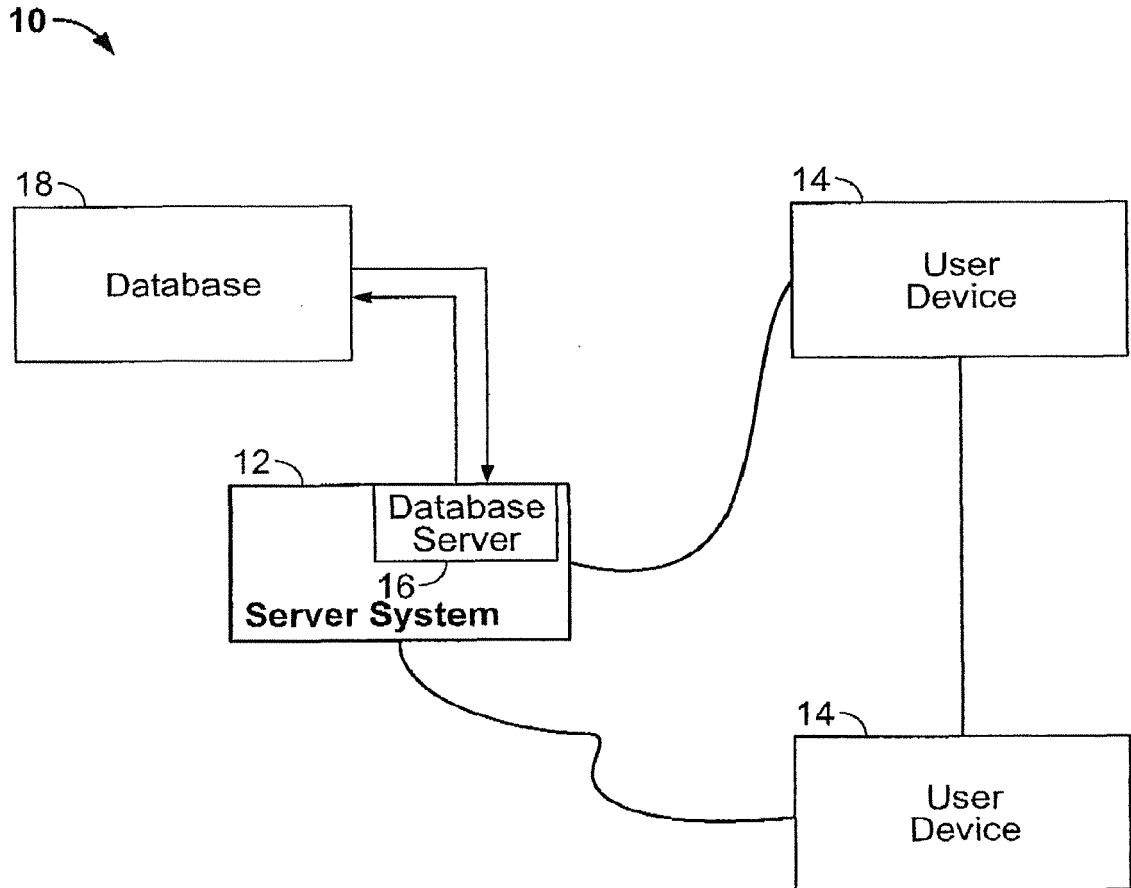 10
18
Database
14
User
Device
12
Database
Server
16
Server System
14
User
Device